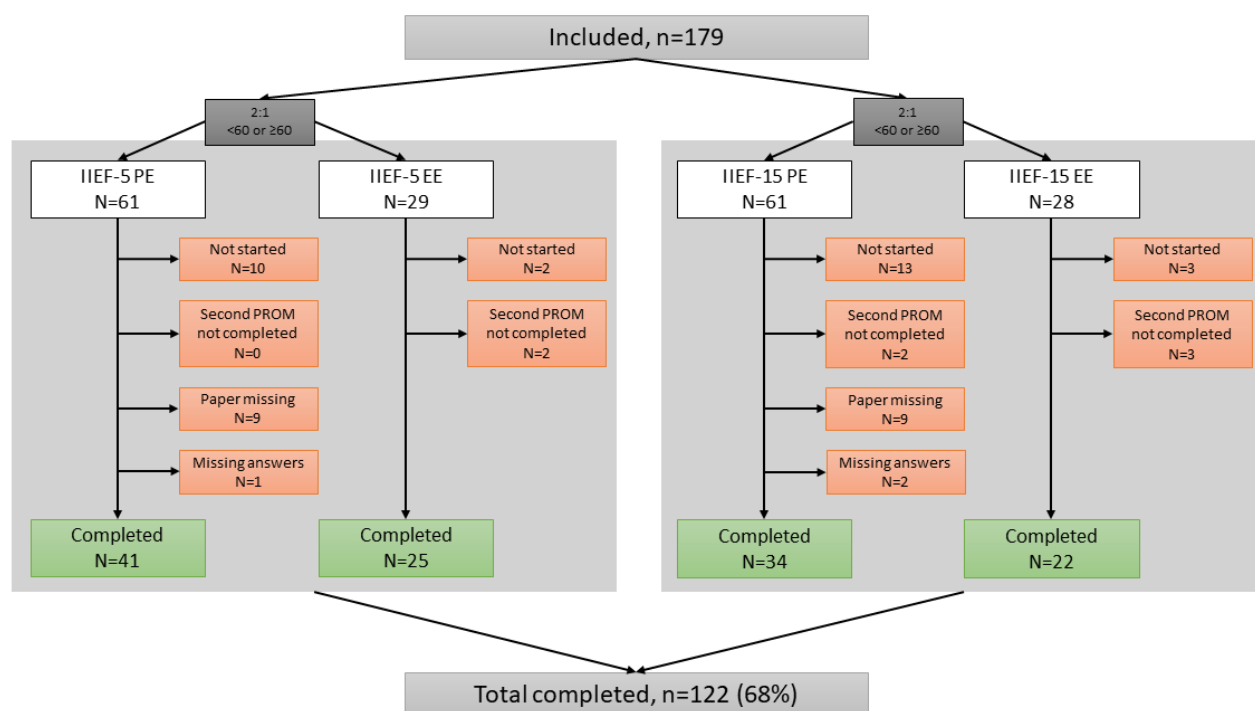 Included, n=179
2:1
<60 or ≥60
2:1
<60 or ≥60
IIEF-5 PE
N=61
IIEF-5 EE
N=29
IIEF-15 PE
N=61
IIEF-15 EE
N=28
Not started
N=10
Not started
N=2
Not started
N=13
Not started
N=3
Second PROM
not completed
N=0
Second PROM
not completed
N=2
Second PROM
not completed
N=2
Second PROM
not completed
N=3
Paper missing
N=9
Paper missing
N=9
Missing answers
N=1
Missing answers
N=2
Completed
N=41
Completed
N=25
Completed
N=34
Completed
N=22
Total completed, n=122 (68%)